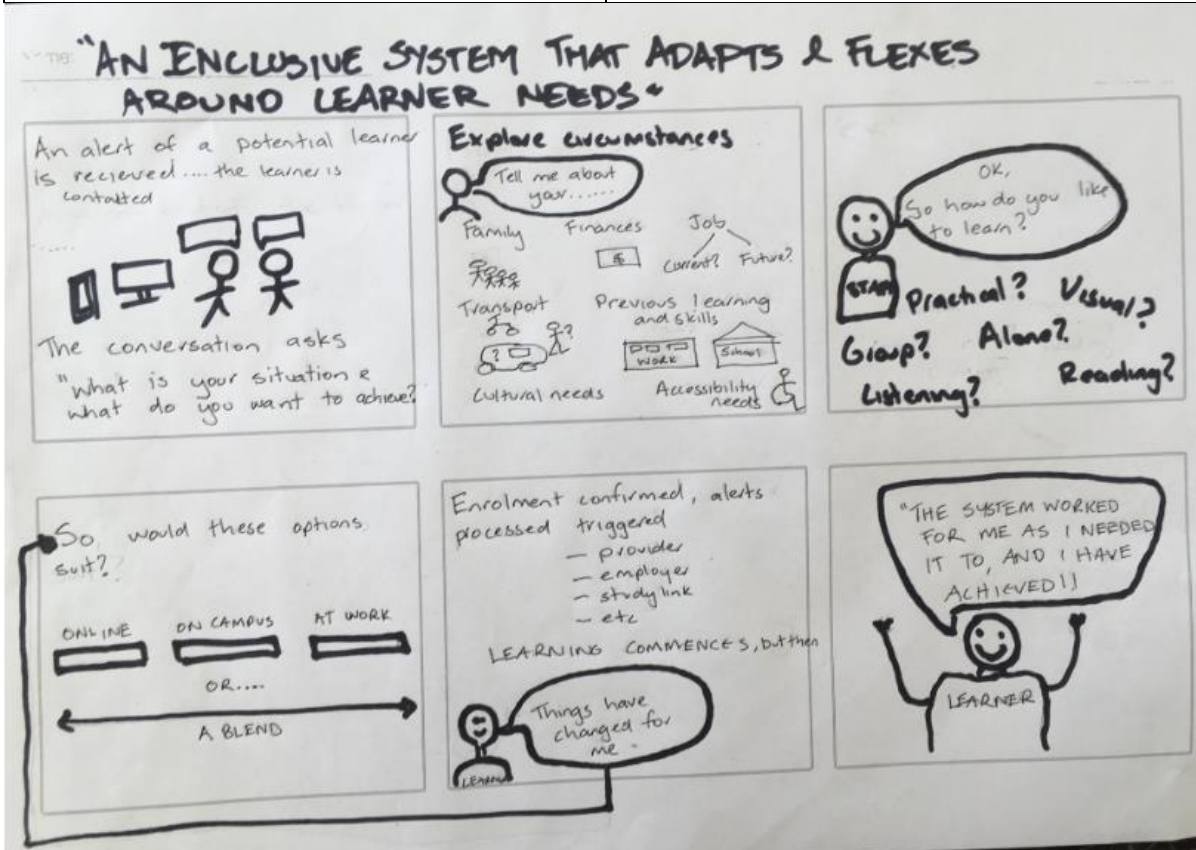 "AN ENCLUSIVE SYSTEM THAT ADAPTS & FLEXES
AROUND LEARNER NEEDS"
An alert of a potential learner
is recieved .... the learner is
contatted
......
The conversation asks
"What is your situation &
what do you want to achieve?
Explore circumstances
Tell me about
your.......
Family
Finances
Job
$
Current?
Future?
Transport
Previous learning
and skills
?
?
WORK
School
Cultural needs
Accessibility
needs
OK,
So how do you like
to learn?
STAFF
Practical?
Visual?
Group?
Alone?
Listening?
Reading?
So, would these options
suit?
ONLINE
ON CAMPUS
AT WORK
OR.....
A BLEND
Enrolment confirmed, alerts
processed triggered
- provider
- employer
- studylink
- etc
LEARNING COMMENCES, but then
Things have
changed for
me.
LEARNER
"THE SYSTEM WORKED
FOR ME AS I NEEDED
IT TO, AND I HAVE
ACHIEVED!!
LEARNER